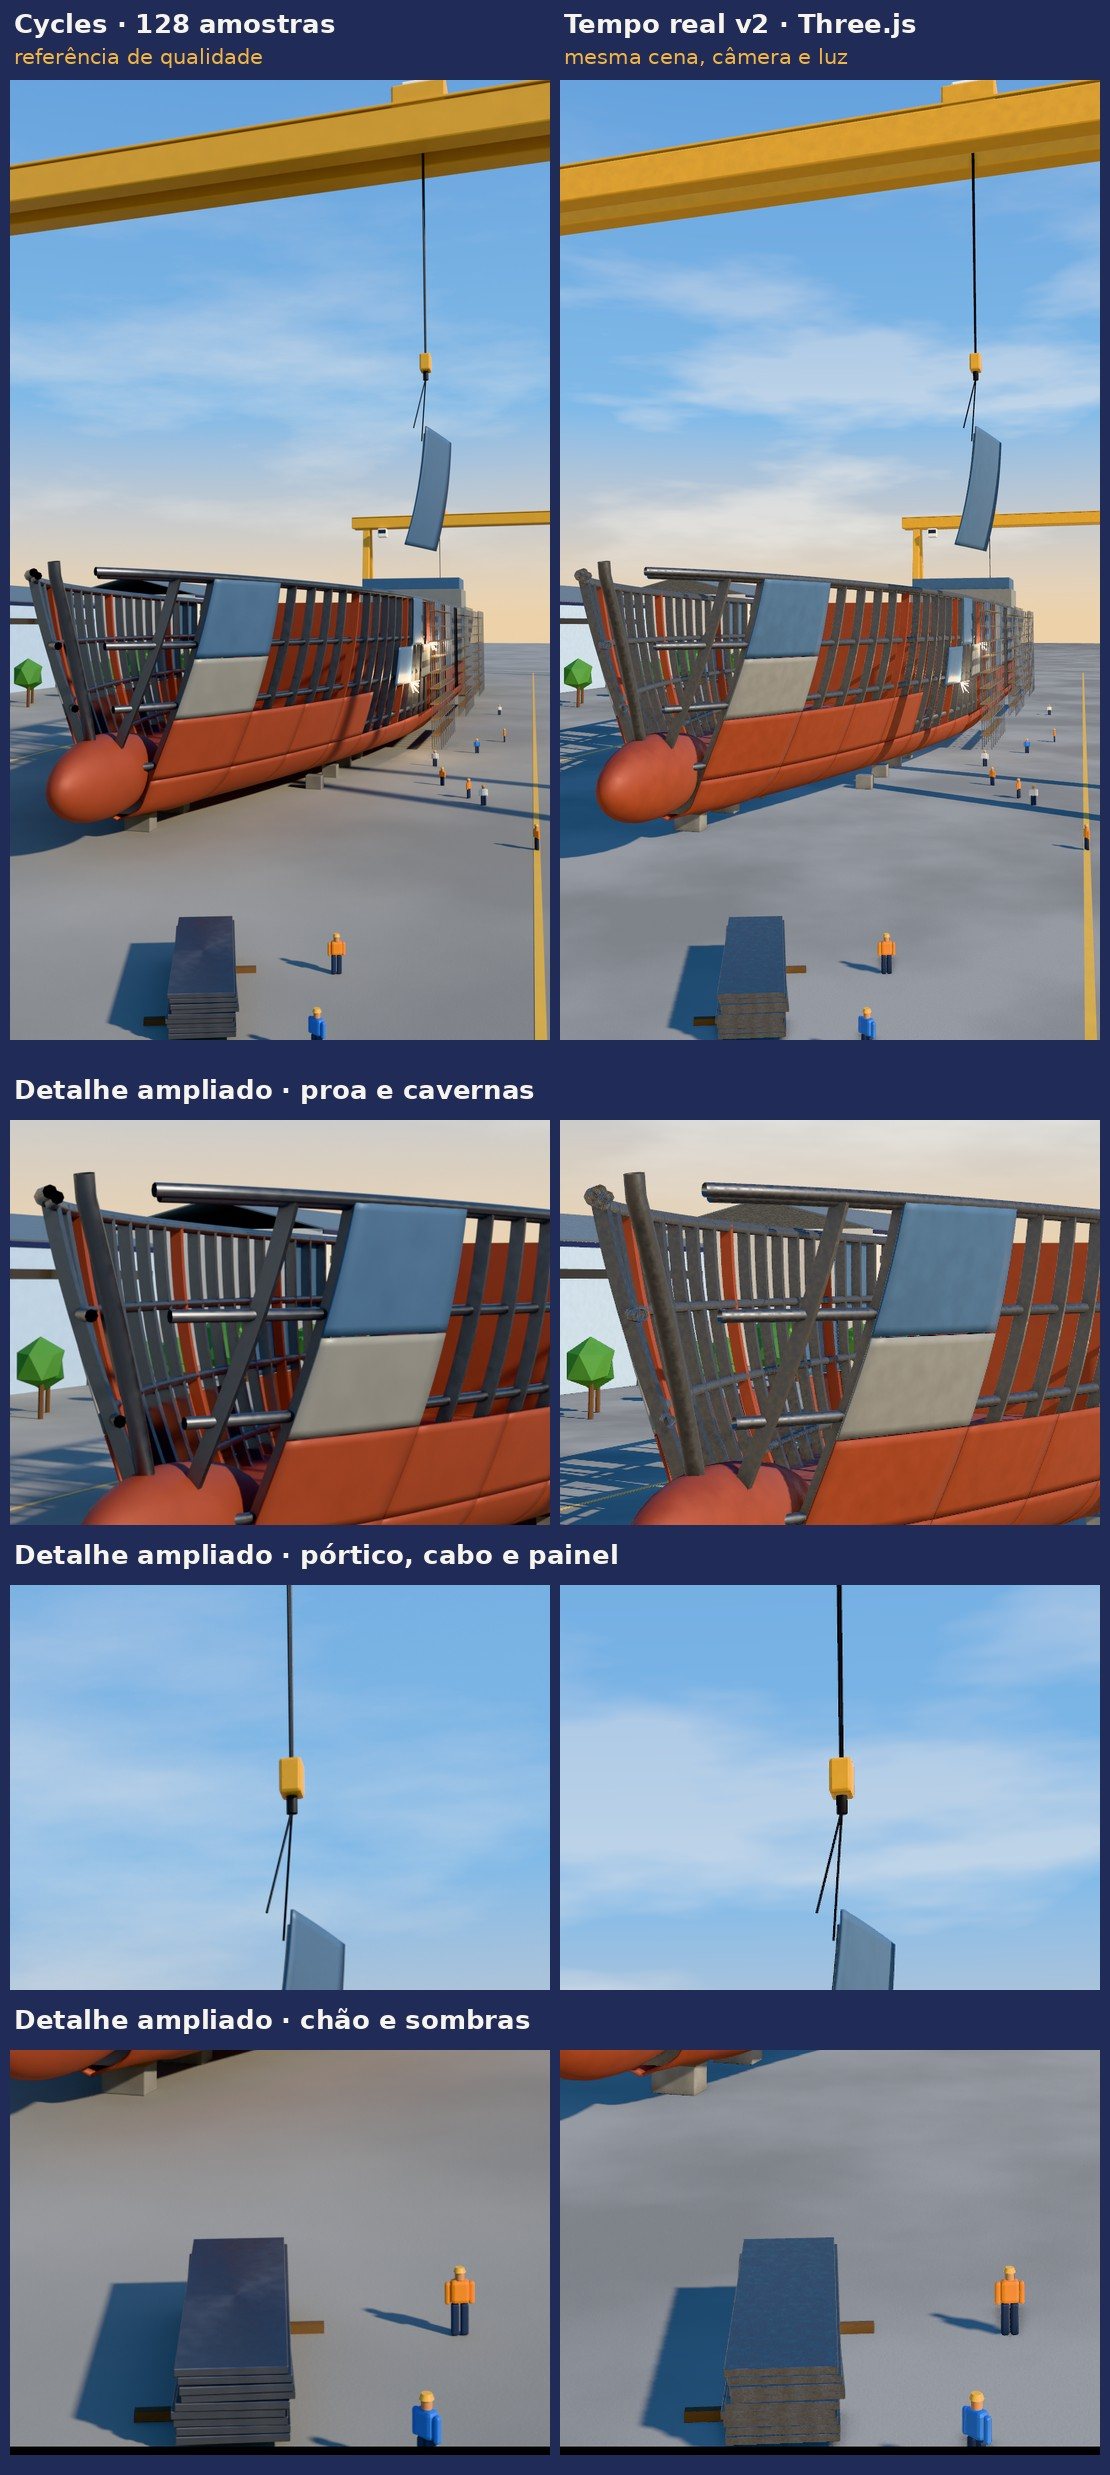 Cycles · 128 amostras
referência de qualidade
Tempo real v2 · Three.js
mesma cena, câmera e luz
Detalhe ampliado · proa e cavernas
Detalhe ampliado · pórtico, cabo e painel
Detalhe ampliado · chão e sombras